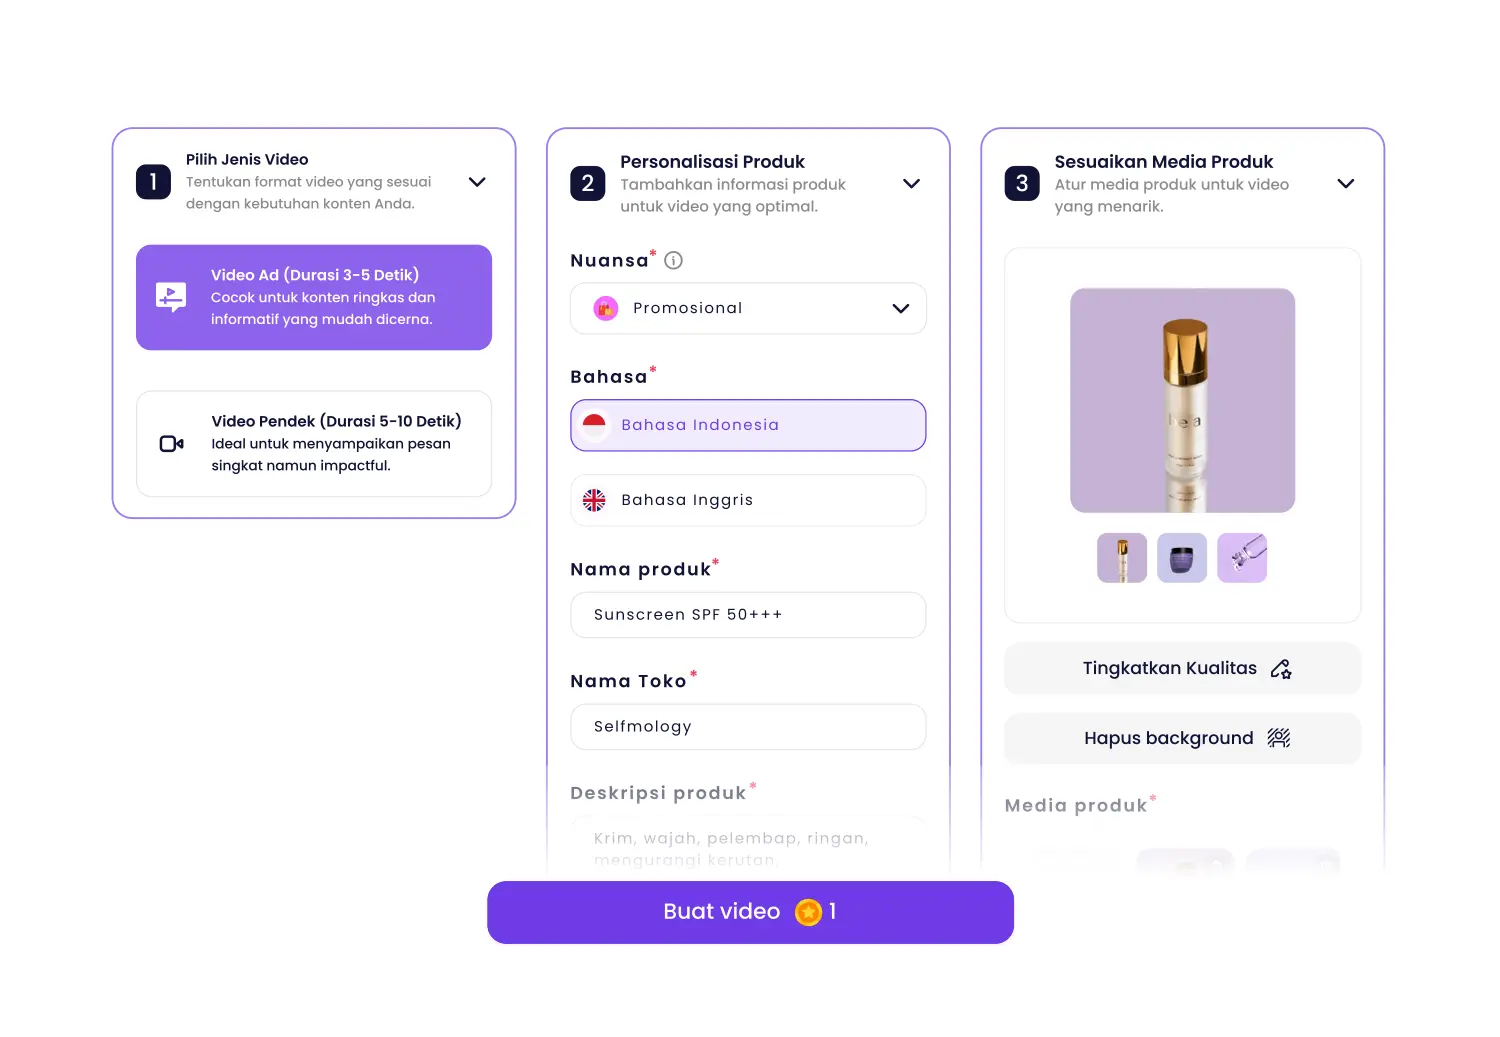 1
Pilih Jenis Video
Tentukan format video yang sesuai
dengan kebutuhan konten Anda.
Video Ad (Durasi 3-5 Detik)
Cocok untuk konten ringkas dan
informatif yang mudah dicerna.
Video Pendek (Durasi 5-10 Detik)
Ideal untuk menyampaikan pesan
singkat namun impactful.
2
Personalisasi Produk
Tambahkan informasi produk
untuk video yang optimal.
Nuansa*
Promosional
Bahasa*
Bahasa Indonesia
Bahasa Inggris
Nama produk*
Sunscreen SPF 50+++
Nama Toko*
Selfmology
Deskripsi produk*
Krim, wajah, pelembap, ringan,
mengurangi kerutan,
3
Sesuaikan Media Produk
Atur media produk untuk video
yang menarik.
Tingkatkan Kualitas
Hapus background
Media produk*
Buat video 1